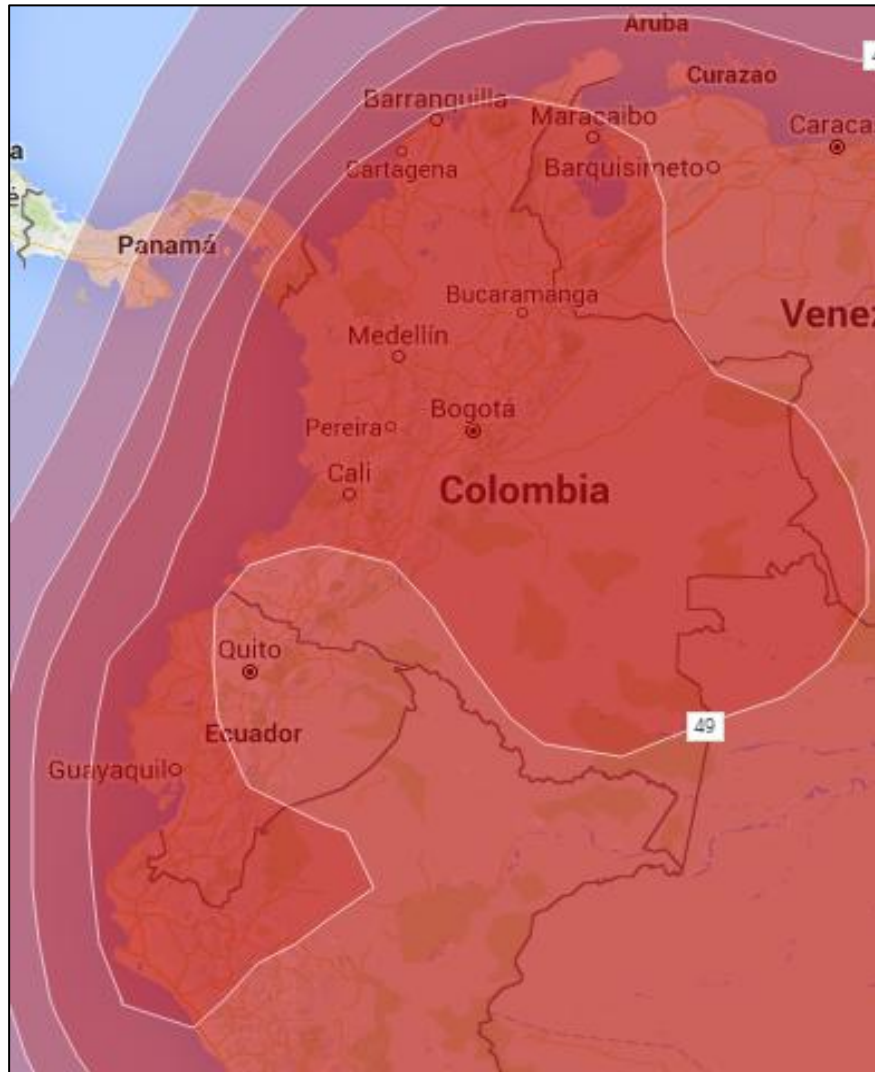 Aruba
4
Curazao
Barranquilla
Maracaibo
Caraca
Cartagena
Barquisimeto
a
é
Panamá
Bucaramanga
Venez
Medellín
Bogotá
Pereira
Cali
Colombia
Quito
49
Ecuador
Guayaquil